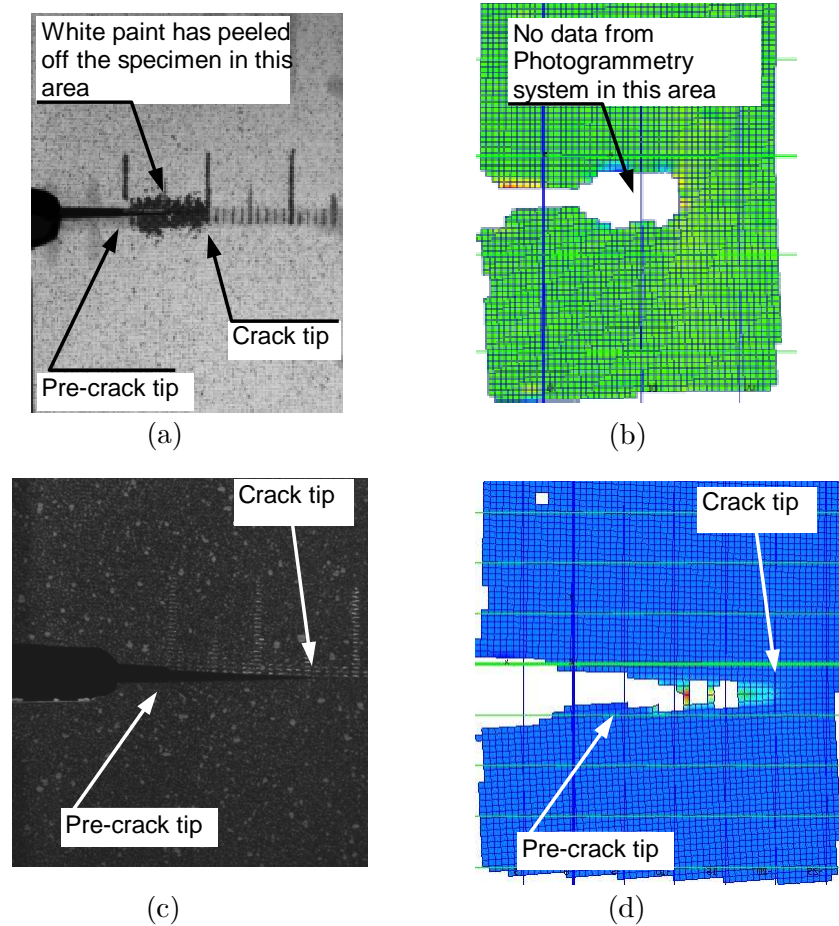 White paint has peeled
off the specimen in this
area
Crack tip
Pre-crack tip
(a)
No data from
Photogrammetry
system in this area
(b)
Crack tip
Pre-crack tip
(c)
Crack tip
Pre-crack tip
(d)